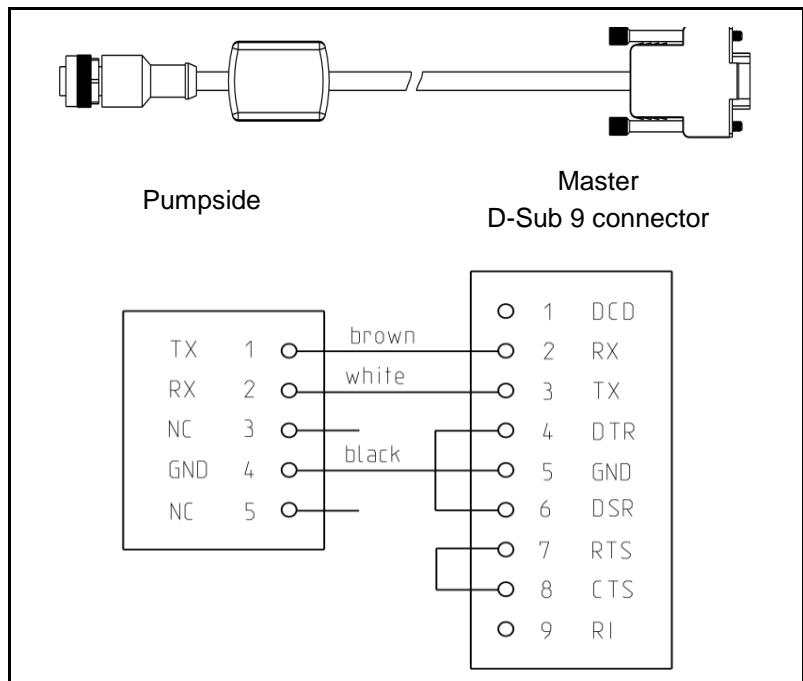 Pumpside
Master
D-Sub 9 connector
TX 1
RX 2
NC 3
GND 4
NC 5
brown
white
black
1 DCD
2 RX
3 TX
4 DTR
5 GND
6 DSR
7 RTS
8 CTS
9 RI